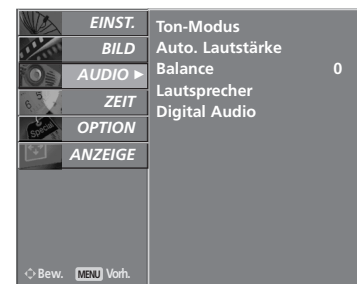 EINST.
BILD
AUDIO ►
ZEIT
OPTION
ANZEIGE
Bew. MENU Vorh.
Ton-Modus
Auto. Lautstärke
Balance 0
Lautsprecher
Digital Audio